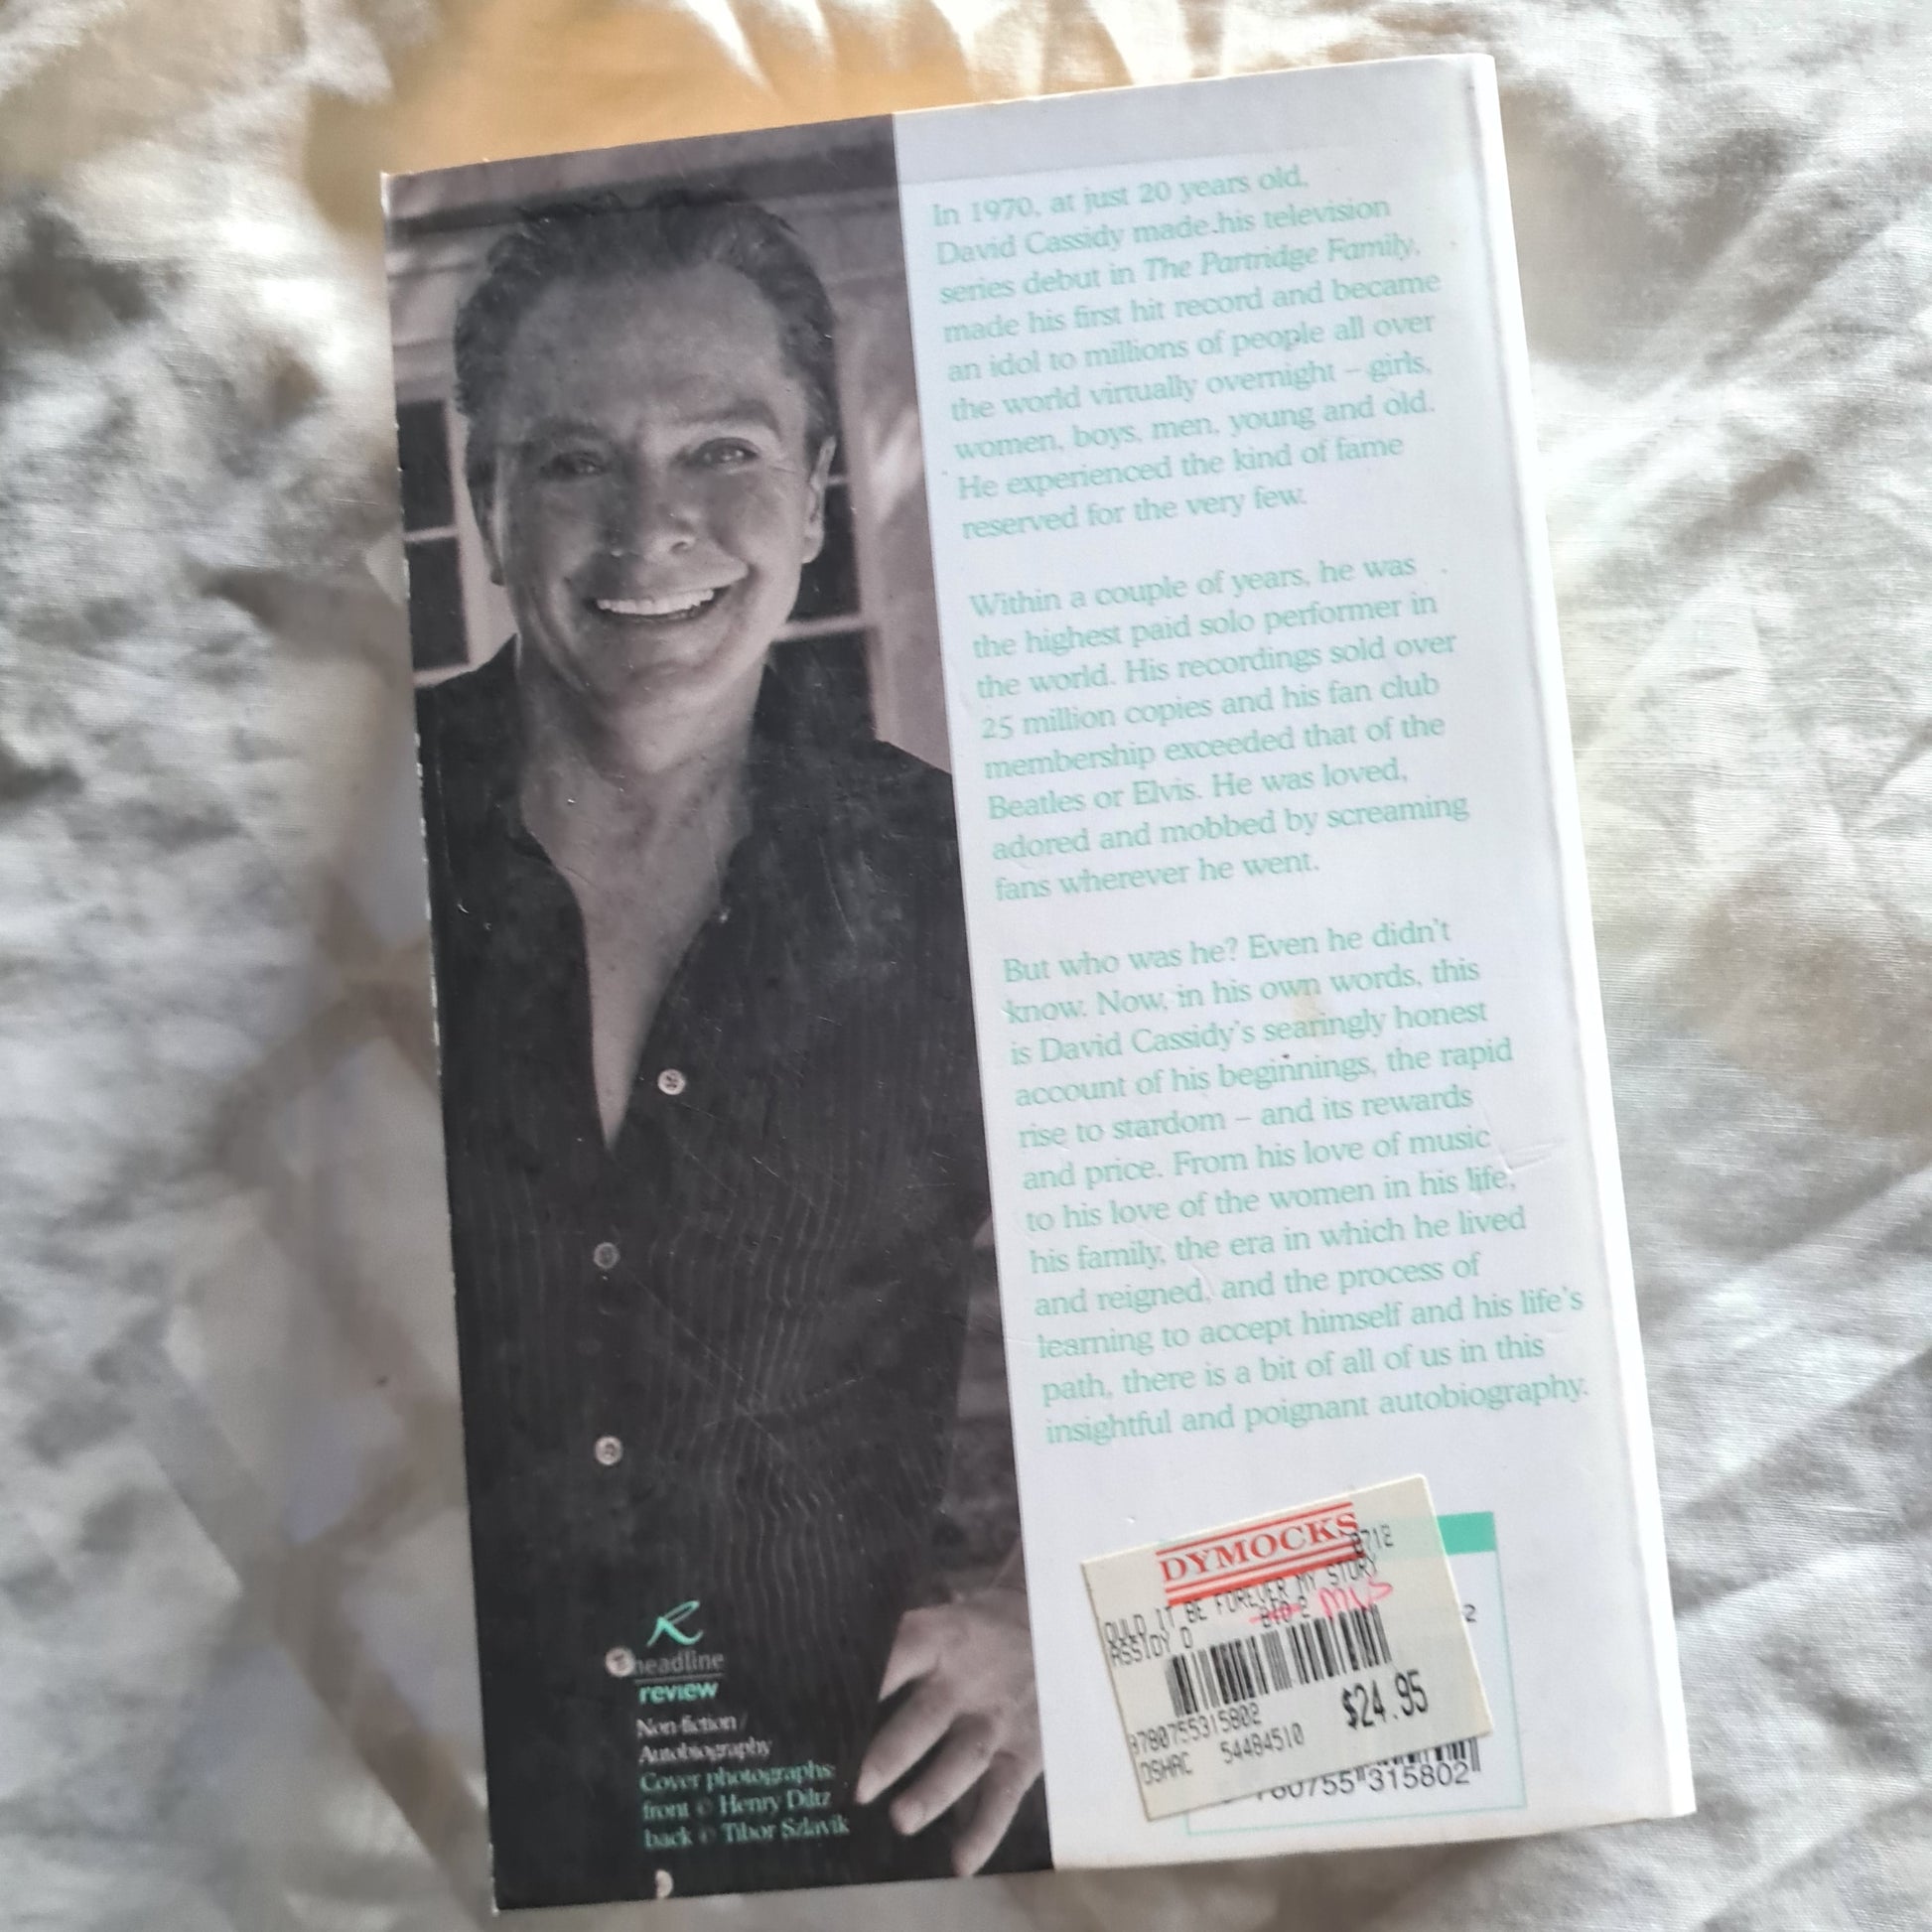 In 1970, at just 20 years old,
David Cassidy made his television
series debut in The Partridge Family,
made his first hit record and became
an idol to millions of people all over
the world virtually overnight – girls,
women, boys, men, young and old.
He experienced the kind of fame
reserved for the very few.
Within a couple of years, he was
the highest paid solo performer in
the world. His recordings sold over
25 million copies and his fan club
membership exceeded that of the
Beatles or Elvis. He was loved,
adored and mobbed by screaming
fans wherever he went.
But who was he? Even he didn't
know. Now, in his own words, this
is David Cassidy's searingly honest
account of his beginnings, the rapid
rise to stardom – and its rewards
and price. From his love of music
to his love of the women in his life,
his family, the era in which he lived
and reigned, and the process of
learning to accept himself and his life's
path, there is a bit of all of us in this
insightful and poignant autobiography.
R
headline
review
Non-fiction /
Autobiography
Cover photographs:
front © Henry Diltz
back © Tibor Szlavik
DYMOCKS
0712
OULD IT BE FOREVER MY STORY
ASSIDY D
MLS
9780755315802
DSHAC 54484510
$24.95
2
780755 315802